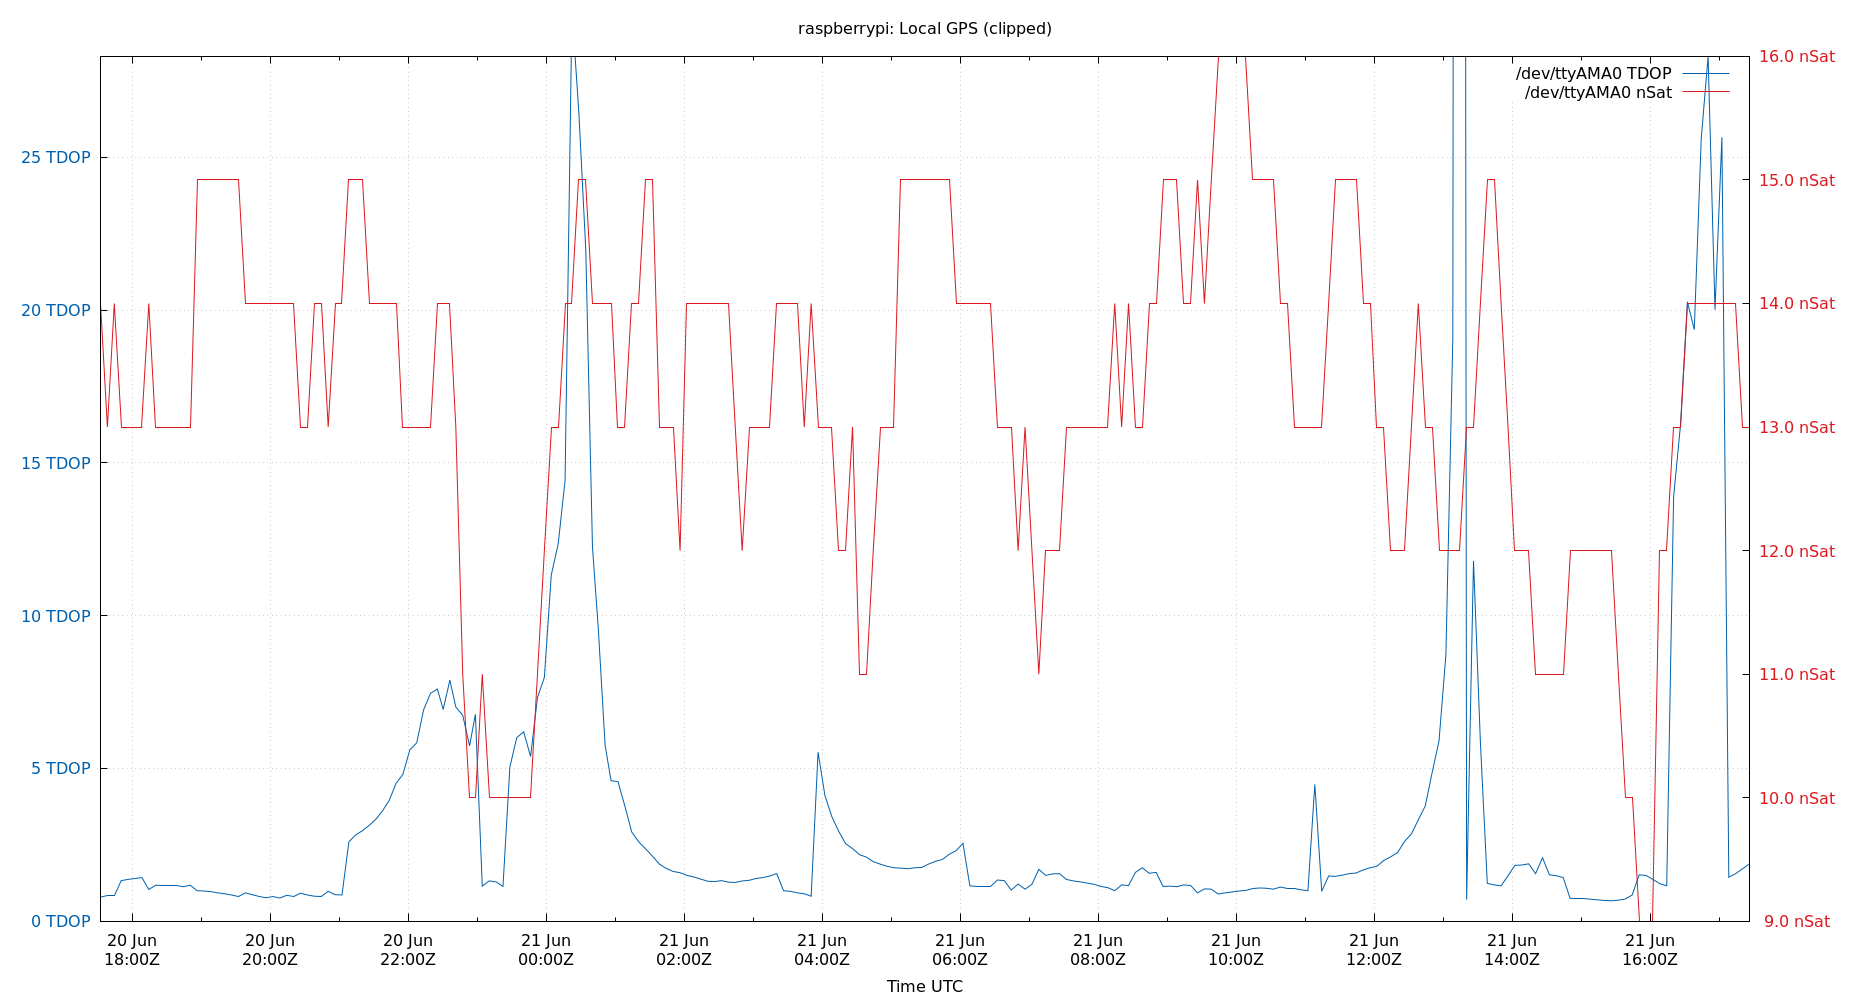 raspberrypi: Local GPS (clipped)
/dev/ttyAMA0 TDOP
/dev/ttyAMA0 nSat
25 TDOP
20 TDOP
15 TDOP
10 TDOP
5 TDOP
0 TDOP
16.0 nSat
15.0 nSat
14.0 nSat
13.0 nSat
12.0 nSat
11.0 nSat
10.0 nSat
9.0 nSat
20 Jun
18:00Z
20 Jun
20:00Z
20 Jun
22:00Z
21 Jun
00:00Z
21 Jun
02:00Z
21 Jun
04:00Z
21 Jun
06:00Z
21 Jun
08:00Z
21 Jun
10:00Z
21 Jun
12:00Z
21 Jun
14:00Z
21 Jun
16:00Z
Time UTC